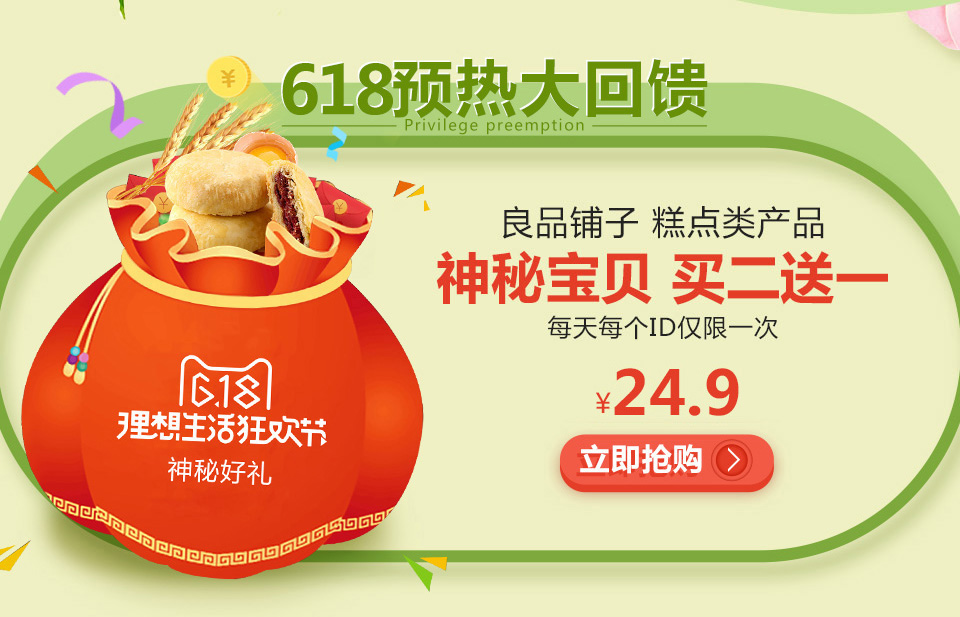 618预热大回馈
Privilege preemption
良品铺子 糕点类产品
神秘宝贝 买二送一
每天每个ID仅限一次
¥24.9
立即抢购
6.18
理想生活狂欢节
神秘好礼
¥
¥